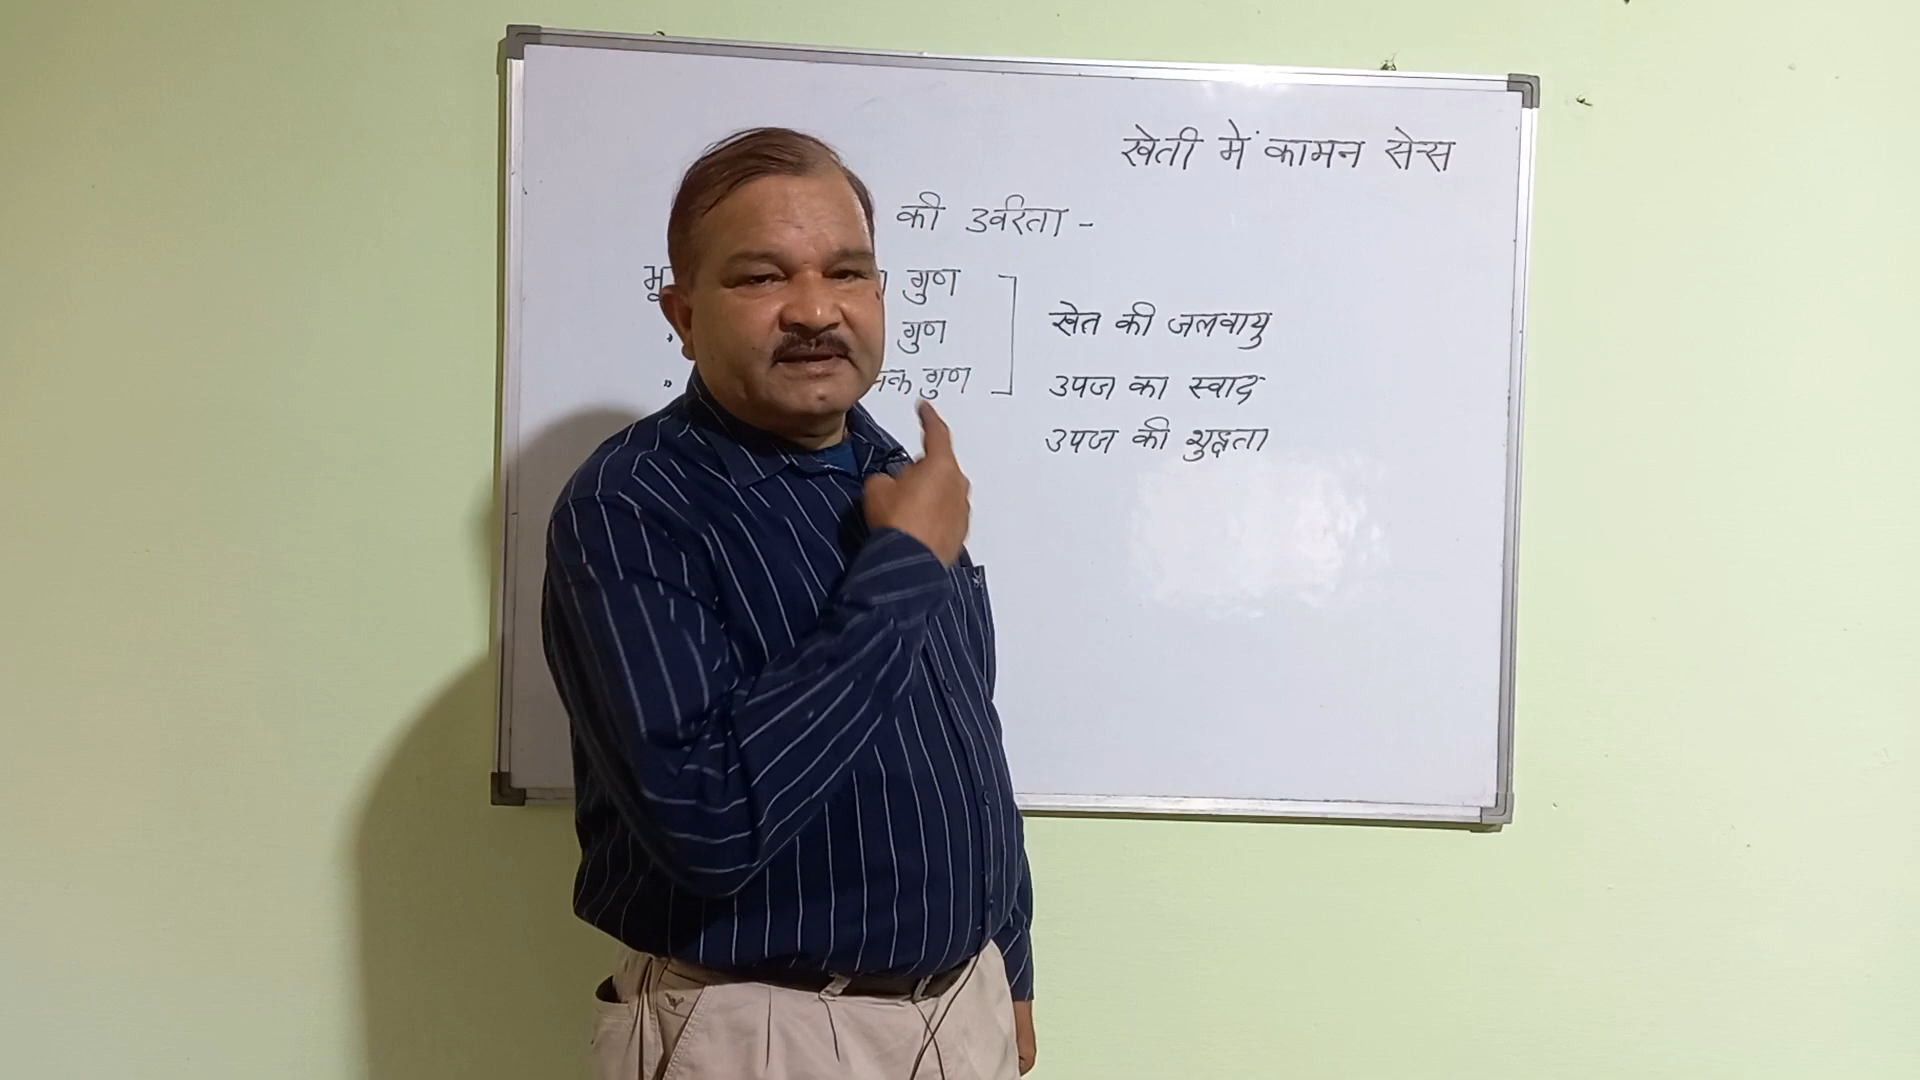 खेती में कामन सेन्स
की उर्वरता -
गुण
गुण
गुण
खेत की जलवायु
उपज का स्वाद
उपज की शुद्धता